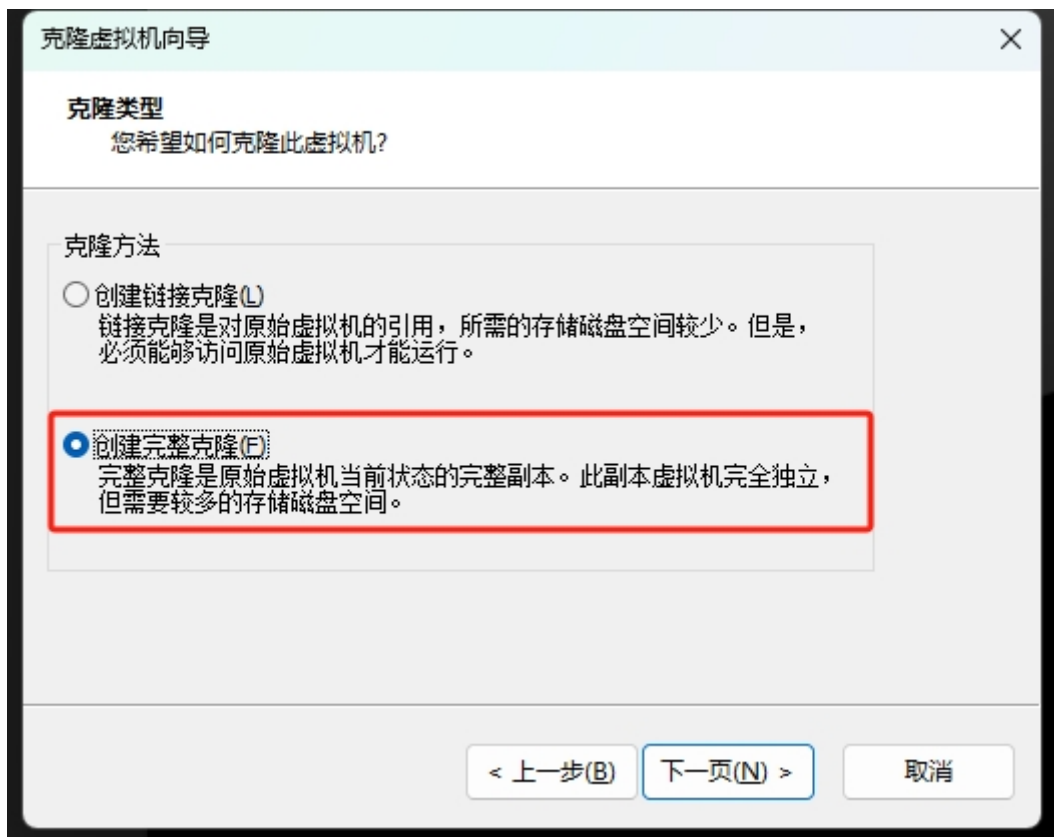 克隆虚拟机向导
克隆类型
您希望如何克隆此虚拟机?
克隆方法
创建链接克隆(L)
链接克隆是对原始虚拟机的引用，所需的存储磁盘空间较少。但是，
必须能够访问原始虚拟机才能运行。
创建完整克隆(F)
完整克隆是原始虚拟机当前状态的完整副本。此副本虚拟机完全独立，
但需要较多的存储磁盘空间。
< 上一步(B)
下一页(N) >
取消